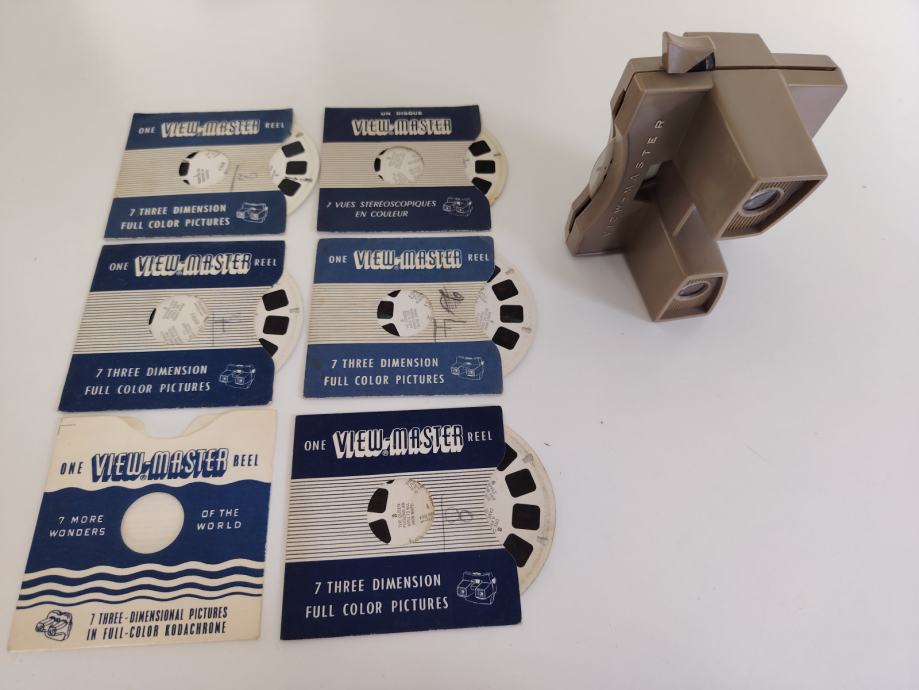 ONE VIEW-MASTER REEL
7 THREE DIMENSION
FULL COLOR PICTURES
UN DISQUE
VIEW-MASTER
7 VUES STÉRÉOSCOPIQUES
EN COULEUR
VIEW-MASTER
ONE VIEW-MASTER® REEL
7 THREE DIMENSION
FULL COLOR PICTURES
ONE VIEW-MASTER® REEL
7 THREE DIMENSION
FULL COLOR PICTURES
ONE VIEW-MASTER® REEL
7 MORE
WONDERS
OF THE
WORLD
7 THREE-DIMENSIONAL PICTURES
IN FULL-COLOR KODACHROME
ONE VIEW-MASTER® REEL
7 THREE DIMENSION
FULL COLOR PICTURES